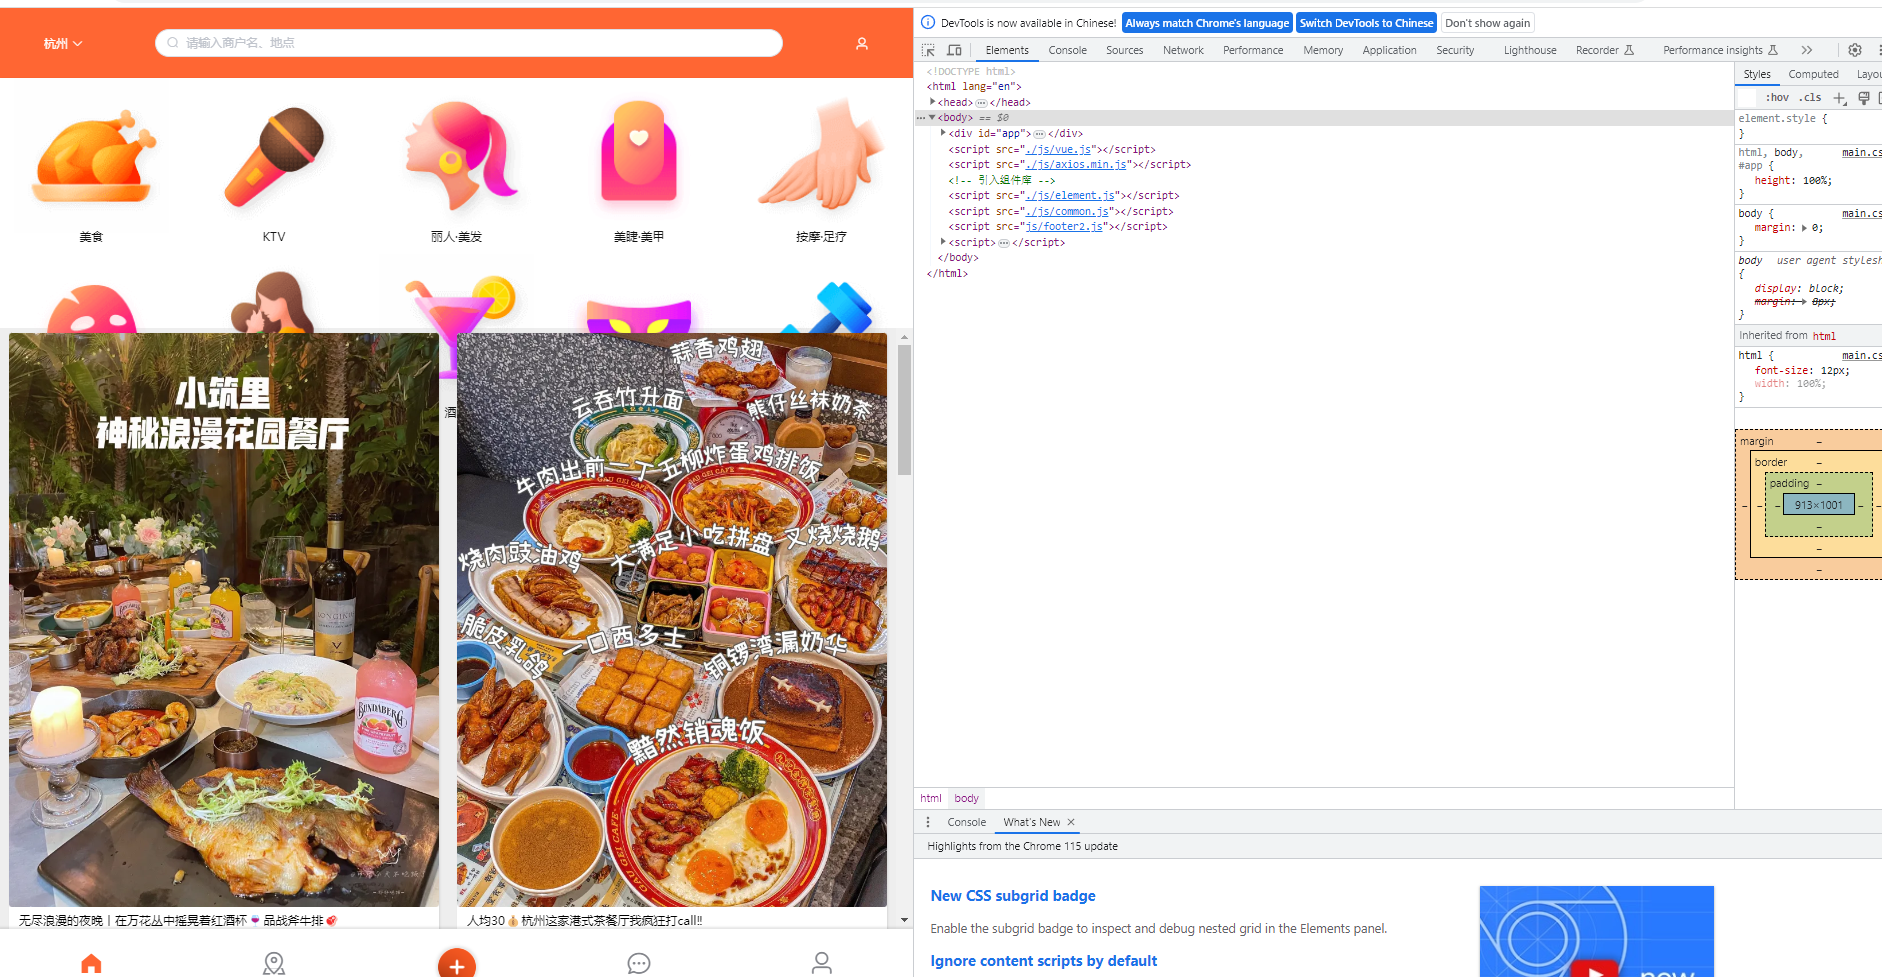 杭州
请输入商户名、地点
美食
KTV
丽人·美发
美睫·美甲
按摩·足疗
酒
小筑里
神秘浪漫花园餐厅
BUNDABERG
无尽浪漫的夜晚丨在万花丛中摇晃着红酒杯🍷品战斧牛排🥩
蒜香鸡翅
云吞竹升面
熊仔丝袜奶茶
牛肉出前一丁
五柳炸蛋鸡排饭
烧肉豉油鸡
大满足小吃拼盘
叉烧烧鹅
脆皮乳鸽
一口西多士
铜锣湾漏奶华
黯然销魂饭
人均30💰杭州这家港式茶餐厅我疯狂打call‼
DevTools is now available in Chinese!
Always match Chrome's language
Switch DevTools to Chinese
Don't show again
Elements
Console
Sources
Network
Performance
Memory
Application
Security
Lighthouse
Recorder
Performance insights
<!DOCTYPE html>
<html lang="en">
<head> … </head>
<body> == $0
<div id="app"> … </div>
<script src="./js/vue.js"></script>
<script src="./js/axios.min.js"></script>
<!-- 引入组件库 -->
<script src="./js/element.js"></script>
<script src="./js/common.js"></script>
<script src="js/footer2.js"></script>
<script> … </script>
</body>
</html>
html
body
Styles
Computed
Layou
:hov .cls
element.style {
}
html, body, main.cs
#app {
height: 100%;
}
body { main.cs
margin: 0;
}
body user agent stylesh
{
display: block;
margin: 8px;
}
Inherited from html
html { main.cs
font-size: 12px;
width: 100%;
}
margin –
border –
padding –
– – – 913×1001 – – –
–
–
–
Console
What's New
Highlights from the Chrome 115 update
New CSS subgrid badge
Enable the subgrid badge to inspect and debug nested grid in the Elements panel.
Ignore content scripts by default
new